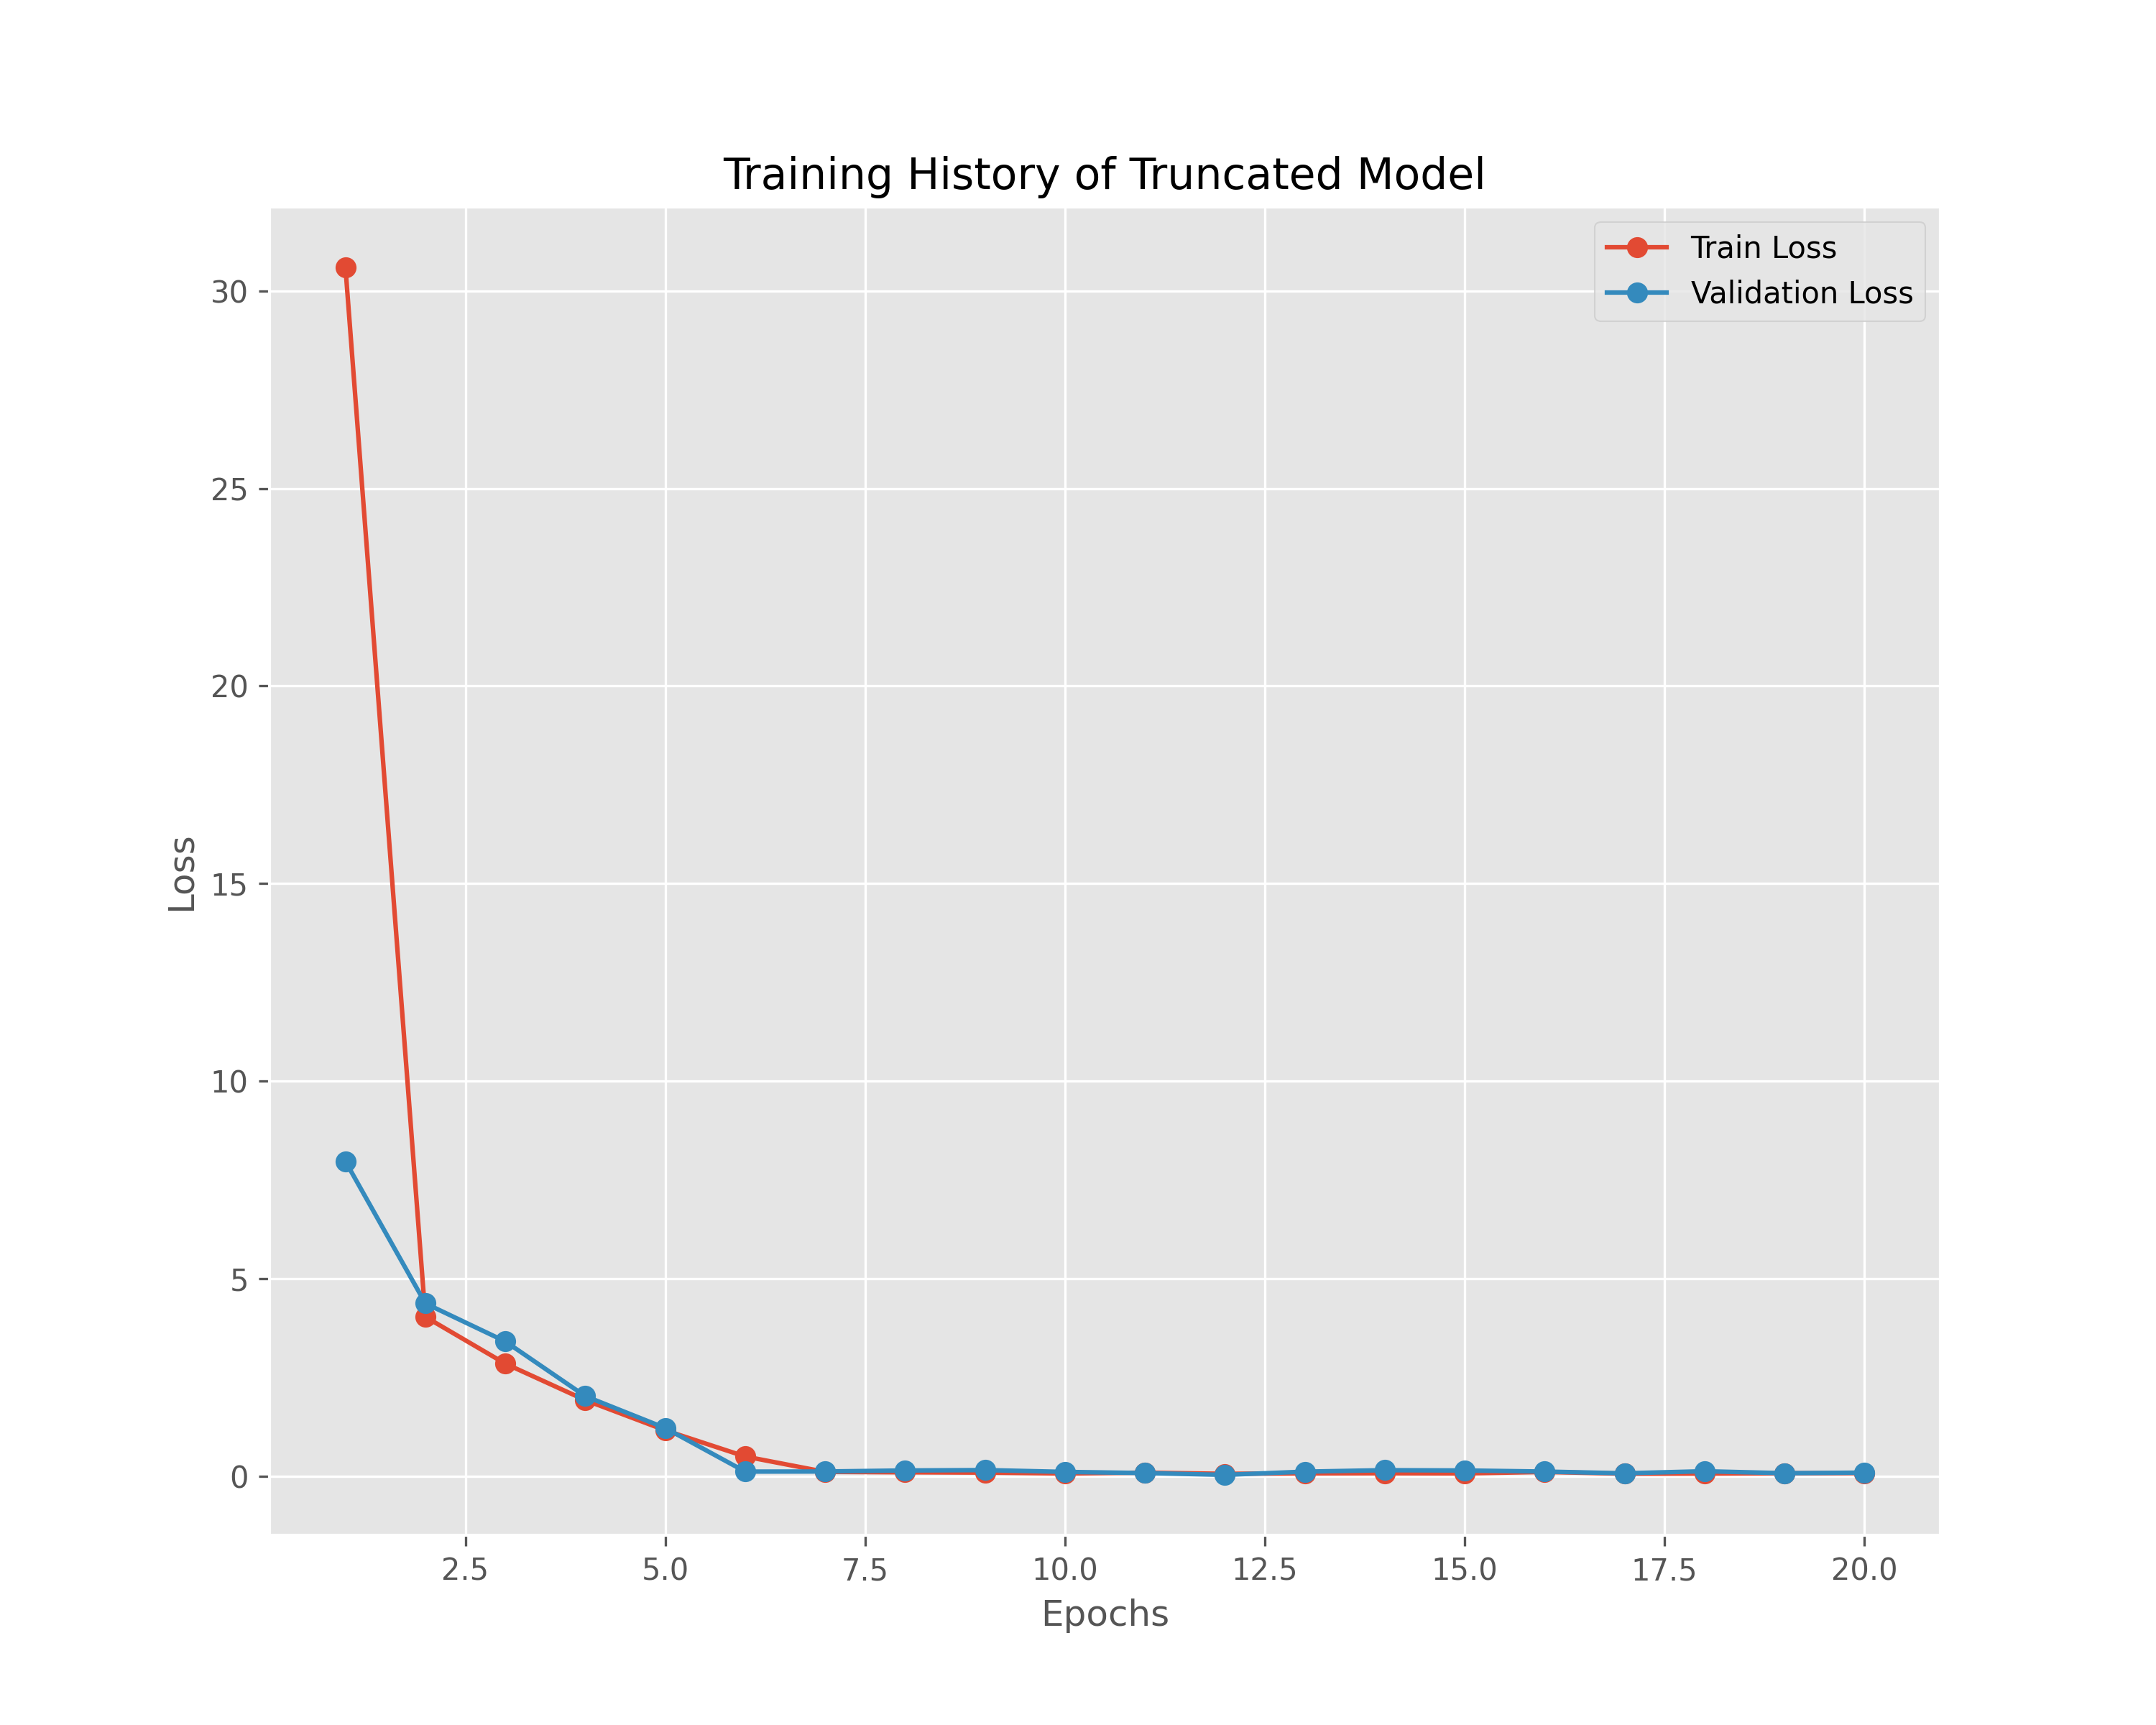 Training History of Truncated Model
Train Loss
Validation Loss
30
25
20
15
10
5
0
Loss
2.5 5.0 7.5 10.0 12.5 15.0 17.5 20.0
Epochs